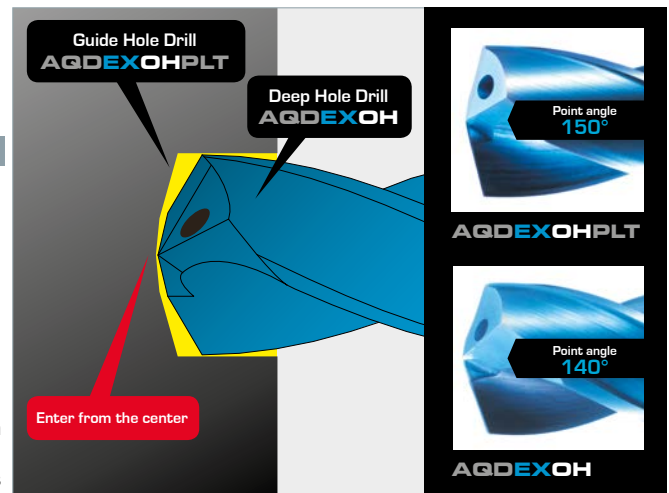 Guide Hole Drill
AQDEXOHPLT
Deep Hole Drill
AQDEXOH
Enter from the center
Point angle
150°
AQDEXOHPLT
Point angle
140°
AQDEXOH